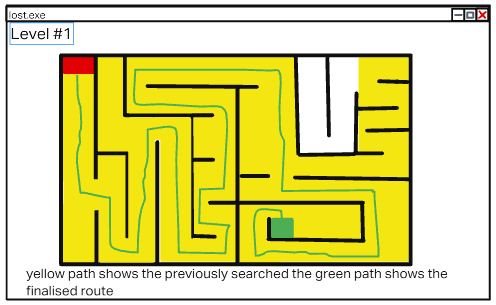 lost.exe
Level #1
yellow path shows the previously searched the green path shows the
finalised route